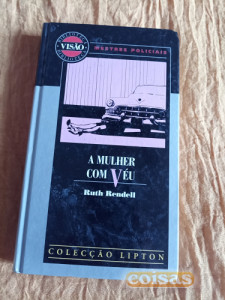 VISÃO
MESTRES POLICIAIS
A MULHER
COM VÉU
Ruth Rendell
COLECÇÃO LIPTON
coisas